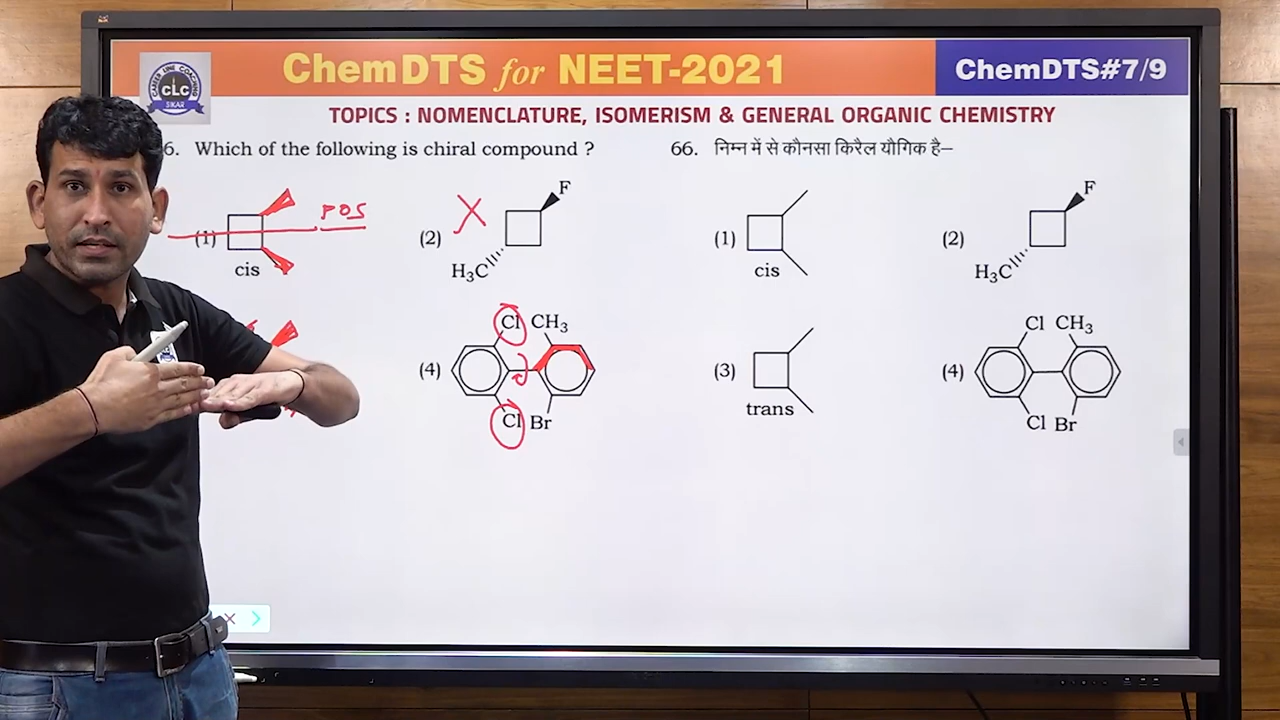 ChemDTS for NEET-2021
ChemDTS#7/9
CLC
SIKAR
TOPICS : NOMENCLATURE, ISOMERISM & GENERAL ORGANIC CHEMISTRY
6. Which of the following is chiral compound ?
(1)
cis
POS
(2)
X
F
H₃C
(4)
Cl CH₃
Cl Br
66. निम्न में से कौनसा किरैल यौगिक है–
(1)
cis
(2)
F
H₃C
(3)
trans
(4)
Cl CH₃
Cl Br